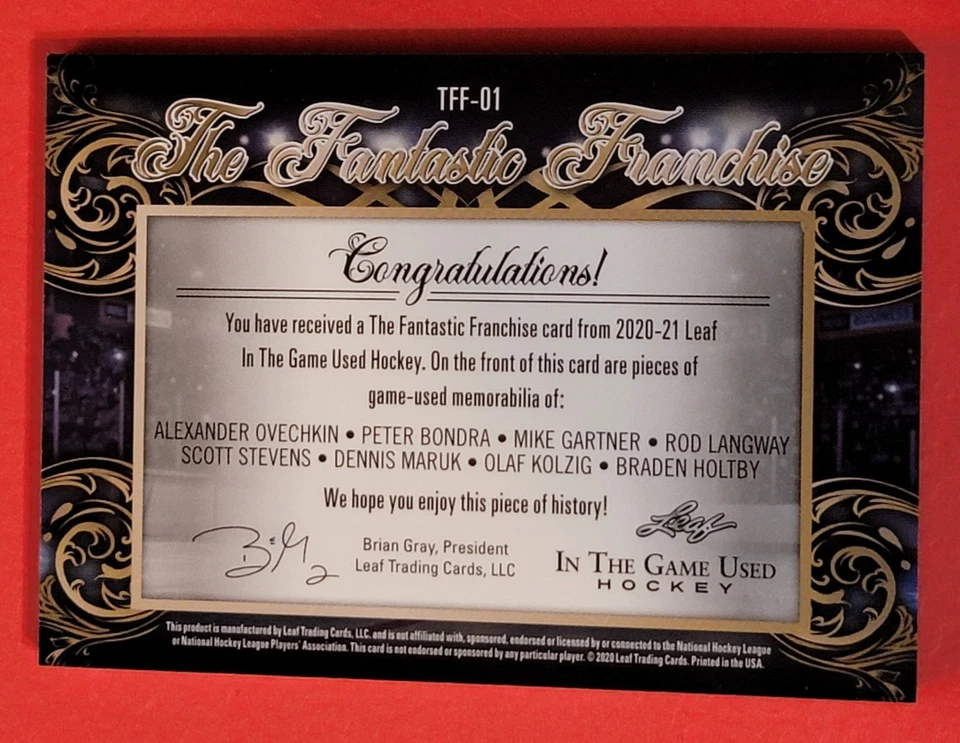 TFF-01
The Fantastic Franchise
Congratulations!
You have received a The Fantastic Franchise card from 2020-21 Leaf
In The Game Used Hockey. On the front of this card are pieces of
game-used memorabilia of:
ALEXANDER OVECHKIN • PETER BONDRA • MIKE GARTNER • ROD LANGWAY
SCOTT STEVENS • DENNIS MARUK • OLAF KOLZIG • BRADEN HOLTBY
We hope you enjoy this piece of history!
Leaf
Brian Gray, President
Leaf Trading Cards, LLC
IN THE GAME USED
HOCKEY
This product is manufactured by Leaf Trading Cards, LLC. and is not affiliated with, sponsored, endorsed or licensed by or connected to the National Hockey League
or National Hockey League Players' Association. This card is not endorsed or sponsored by any particular player. © 2020 Leaf Trading Cards. Printed in the USA.